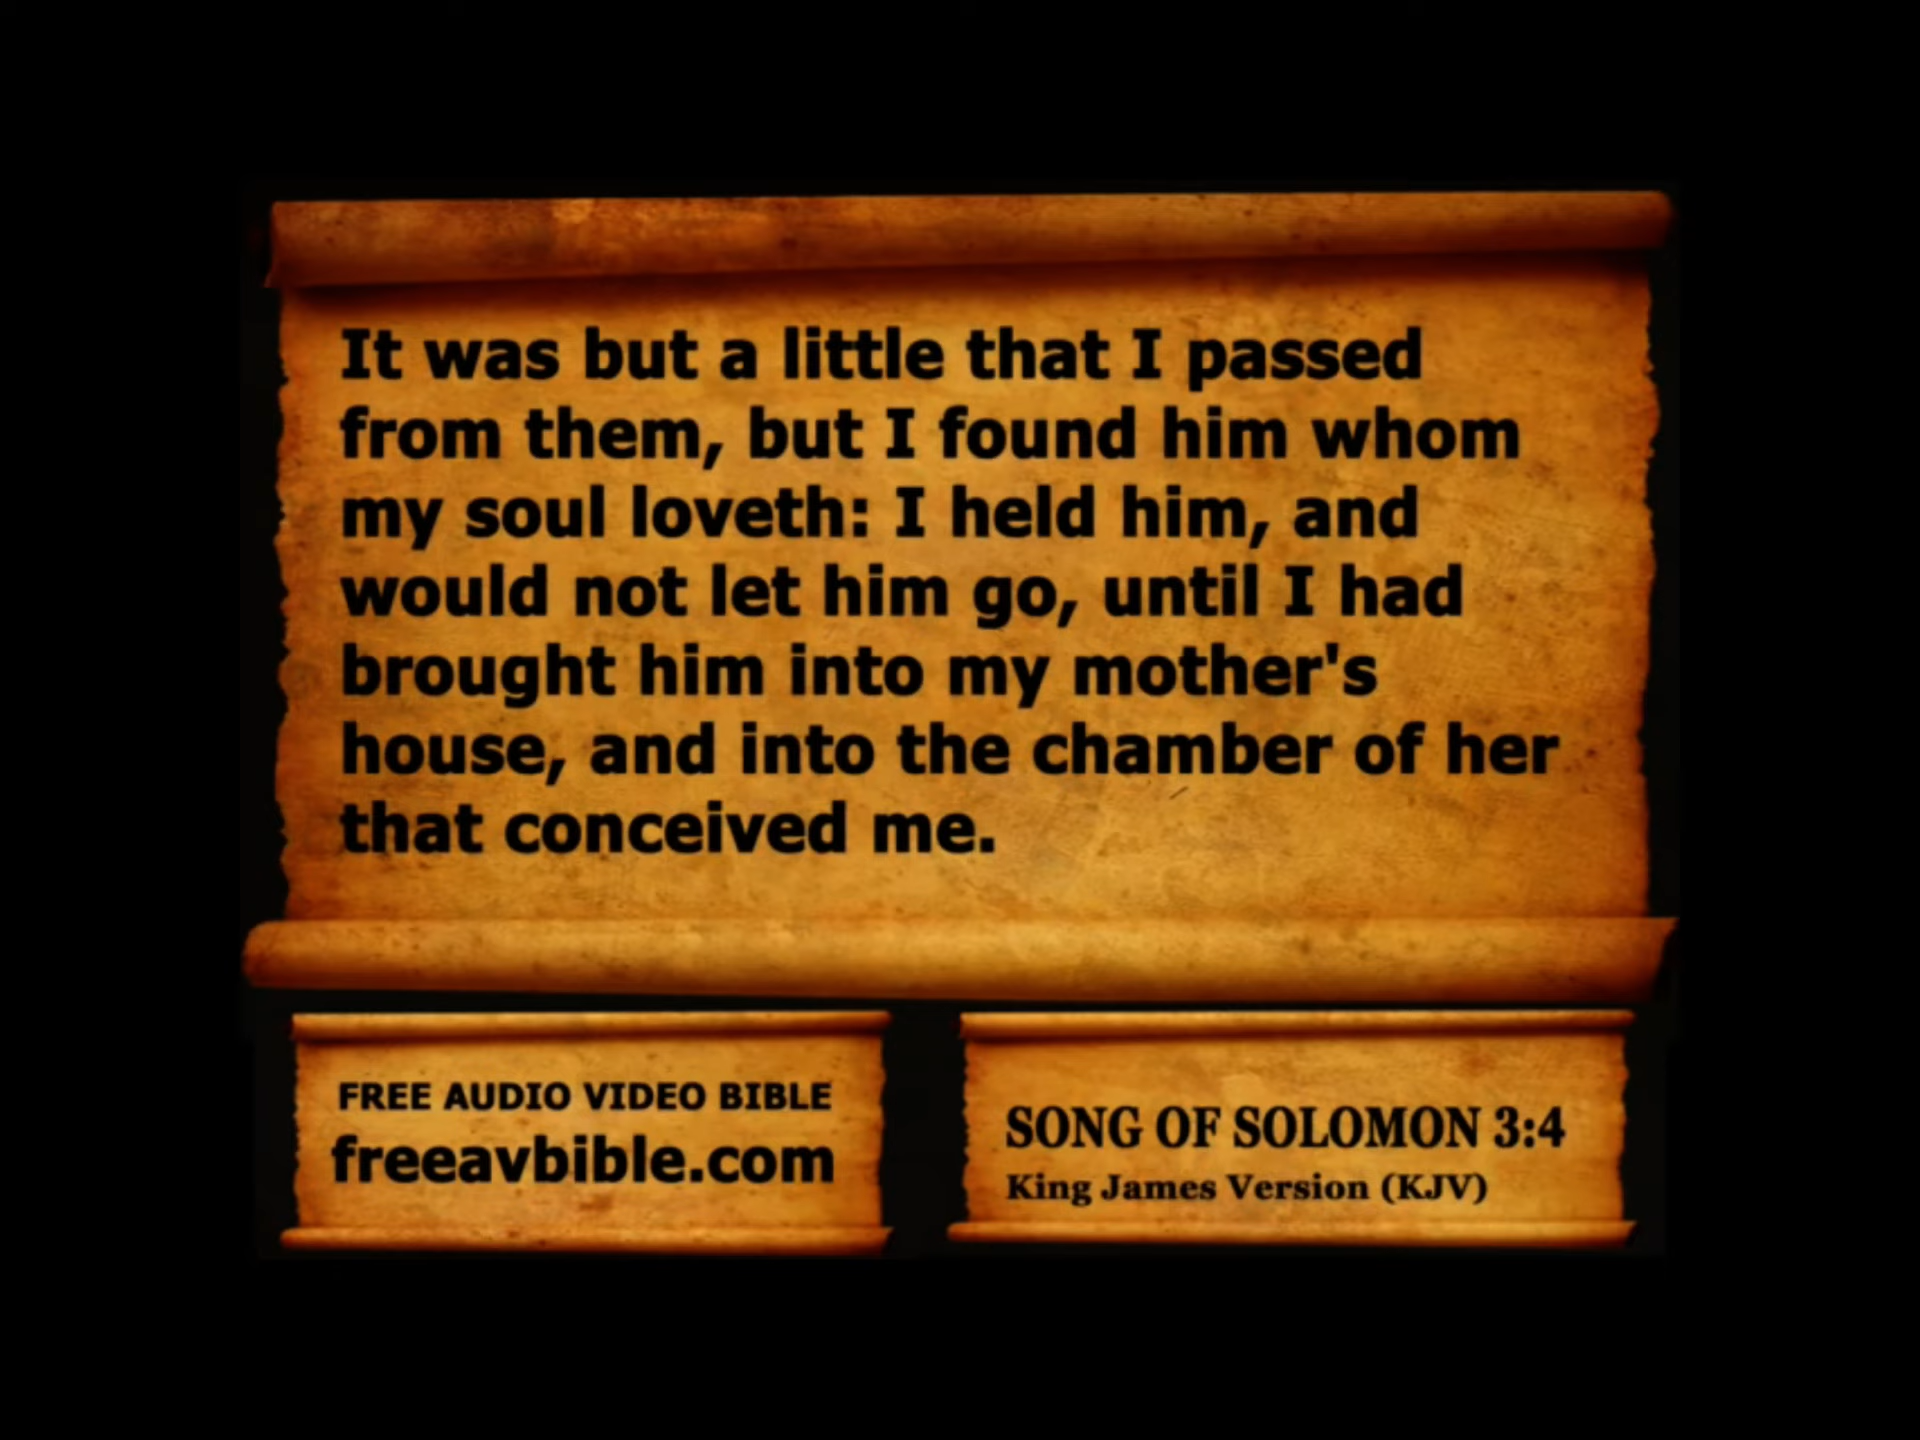 It was but a little that I passed
from them, but I found him whom
my soul loveth: I held him, and
would not let him go, until I had
brought him into my mother's
house, and into the chamber of her
that conceived me.
FREE AUDIO VIDEO BIBLE
freeavbible.com
SONG OF SOLOMON 3:4
King James Version (KJV)